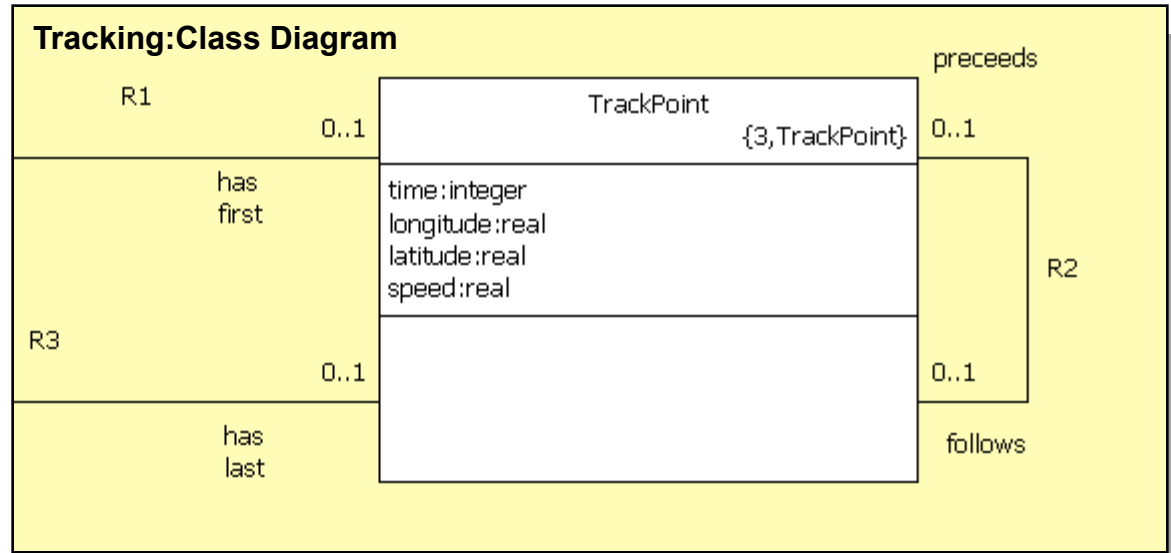 Tracking:Class Diagram
preceeds
R1
TrackPoint
0..1
{3,TrackPoint}
0..1
has
first
time:integer
longitude:real
latitude:real
speed:real
R2
R3
0..1
0..1
has
last
follows